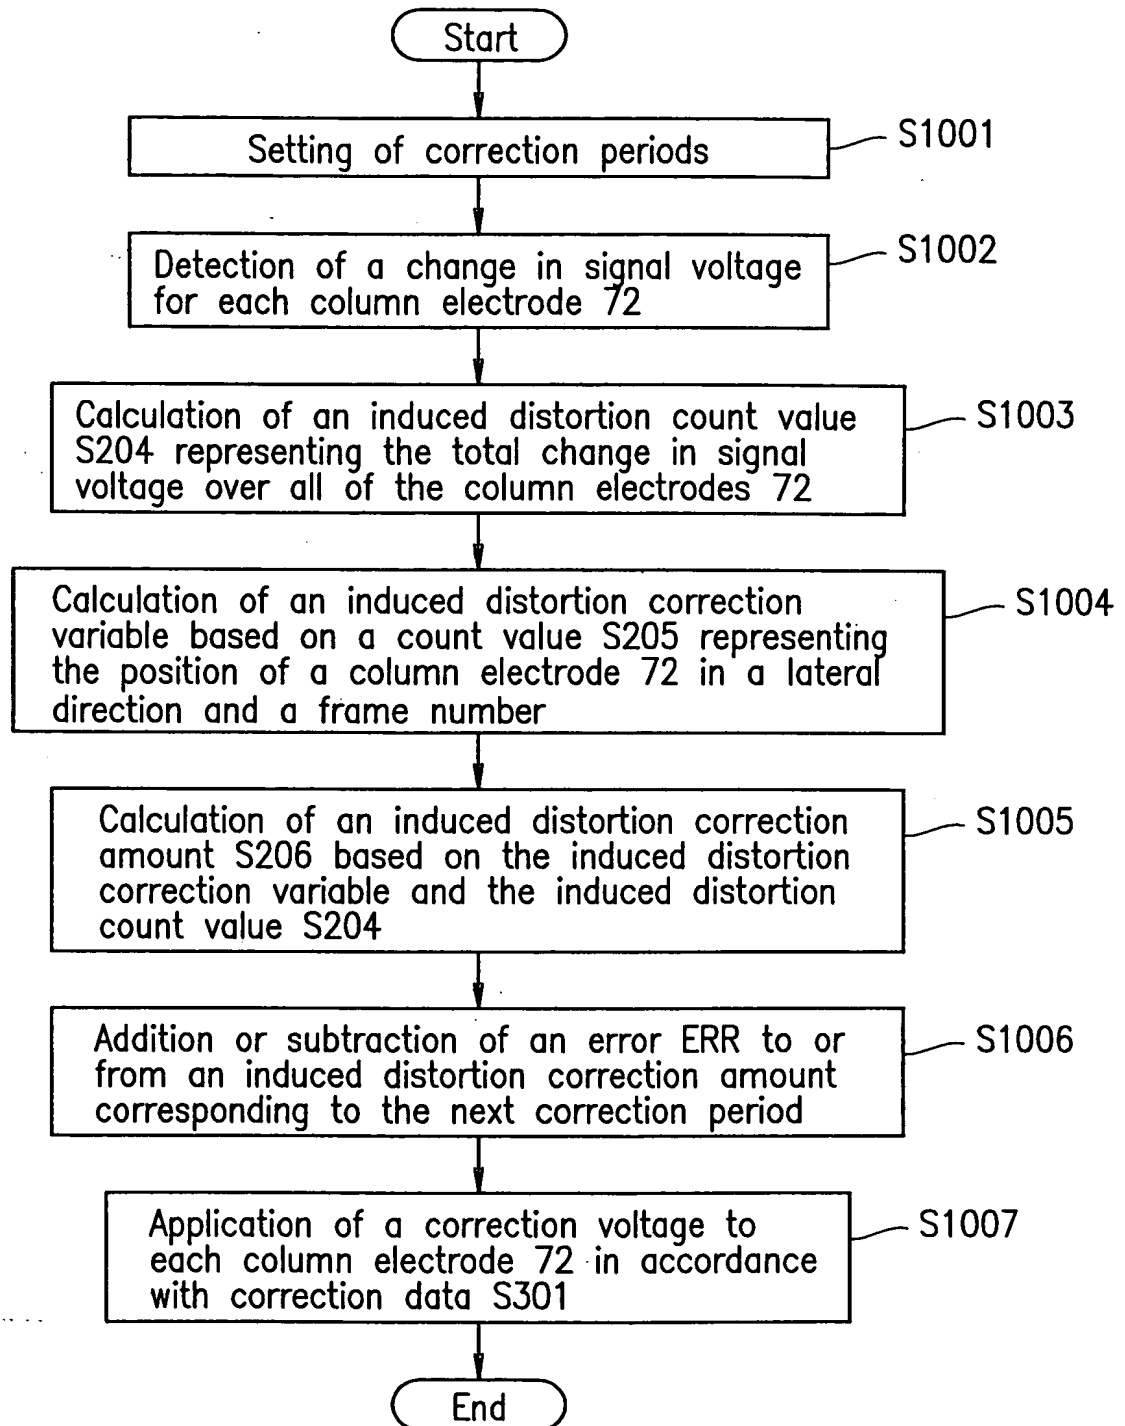 Start
Setting of correction periods
S1001
Detection of a change in signal voltage
for each column electrode 72
S1002
Calculation of an induced distortion count value
S204 representing the total change in signal
voltage over all of the column electrodes 72
S1003
Calculation of an induced distortion correction
variable based on a count value S205 representing
the position of a column electrode 72 in a lateral
direction and a frame number
S1004
Calculation of an induced distortion correction
amount S206 based on the induced distortion
correction variable and the induced distortion
count value S204
S1005
Addition or subtraction of an error ERR to or
from an induced distortion correction amount
corresponding to the next correction period
S1006
Application of a correction voltage to
each column electrode 72 in accordance
with correction data S301
S1007
End